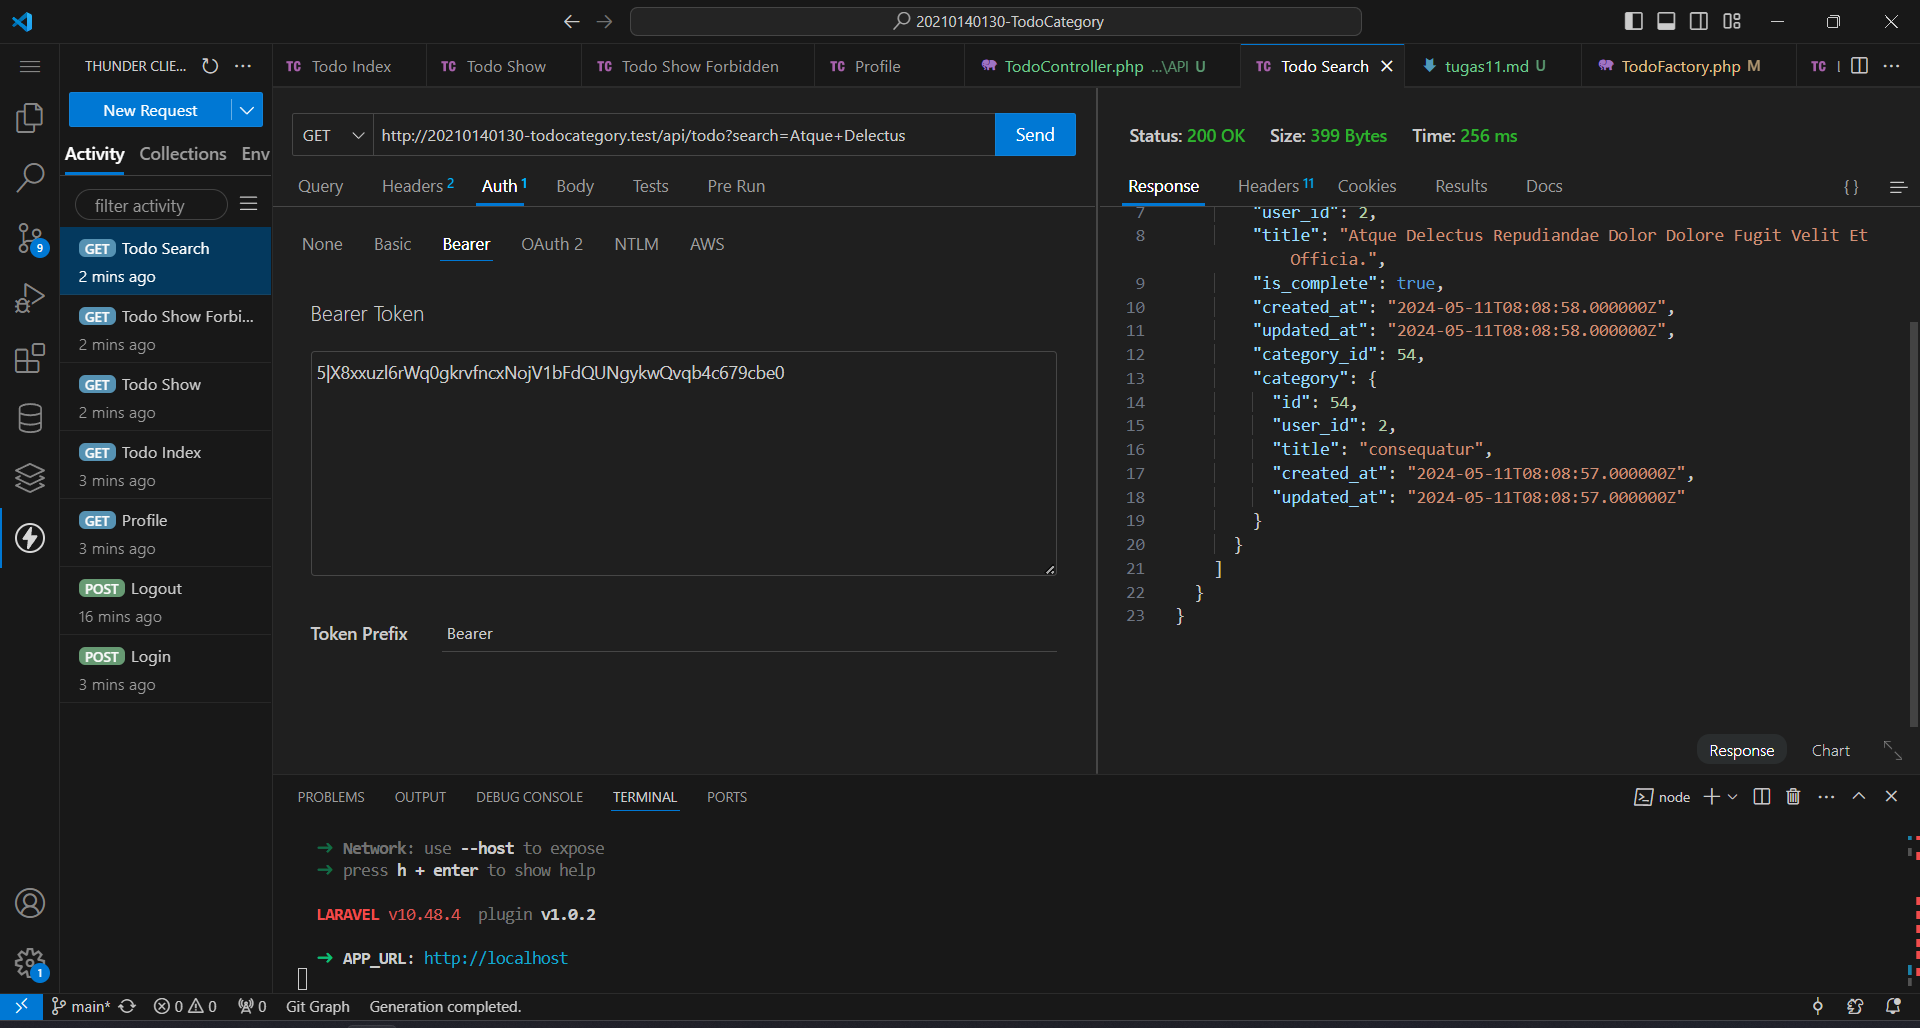 20210140130-TodoCategory
THUNDER CLIE...
TC Todo Index
TC Todo Show
TC Todo Show Forbidden
TC Profile
TodoController.php ...\API U
TC Todo Search
tugas11.md U
TodoFactory.php M
TC
New Request
Activity Collections Env
filter activity
GET Todo Search
2 mins ago
GET Todo Show Forbi...
2 mins ago
GET Todo Show
2 mins ago
GET Todo Index
3 mins ago
GET Profile
3 mins ago
POST Logout
16 mins ago
POST Login
3 mins ago
9
1
GET http://20210140130-todocategory.test/api/todo?search=Atque+Delectus Send
Query Headers 2 Auth 1 Body Tests Pre Run
None Basic Bearer OAuth 2 NTLM AWS
Bearer Token
Token Prefix Bearer
Status: 200 OK Size: 399 Bytes Time: 256 ms
Response Headers 11 Cookies Results Docs {}
7 "user_id": 2,
8 "title": "Atque Delectus Repudiandae Dolor Dolore Fugit Velit Et
Officia.",
9 "is_complete": true,
10 "created_at": "2024-05-11T08:08:58.000000Z",
11 "updated_at": "2024-05-11T08:08:58.000000Z",
12 "category_id": 54,
13 "category": {
14 "id": 54,
15 "user_id": 2,
16 "title": "consequatur",
17 "created_at": "2024-05-11T08:08:57.000000Z",
18 "updated_at": "2024-05-11T08:08:57.000000Z"
19 }
20 }
21 ]
22 }
23 }
Response Chart
PROBLEMS OUTPUT DEBUG CONSOLE TERMINAL PORTS
node
➜ Network: use --host to expose
➜ press h + enter to show help
LARAVEL v10.48.4 plugin v1.0.2
➜ APP_URL: http://localhost
main* 0 0 0 Git Graph Generation completed.